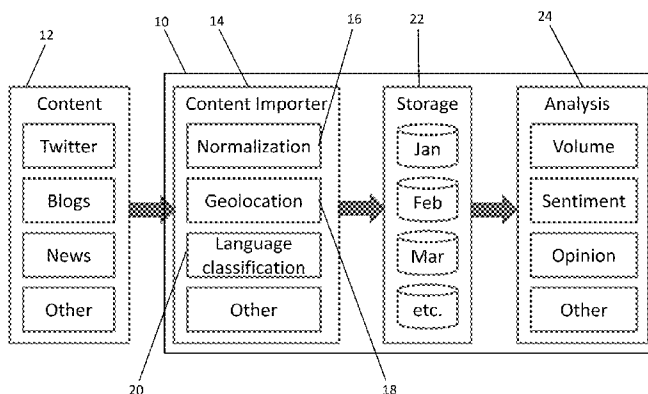 12
10
14
16
22
24
Content
Twitter
Blogs
News
Other
Content Importer
Normalization
Geolocation
Language
classification
Other
Storage
Jan
Feb
Mar
etc.
Analysis
Volume
Sentiment
Opinion
Other
20
18